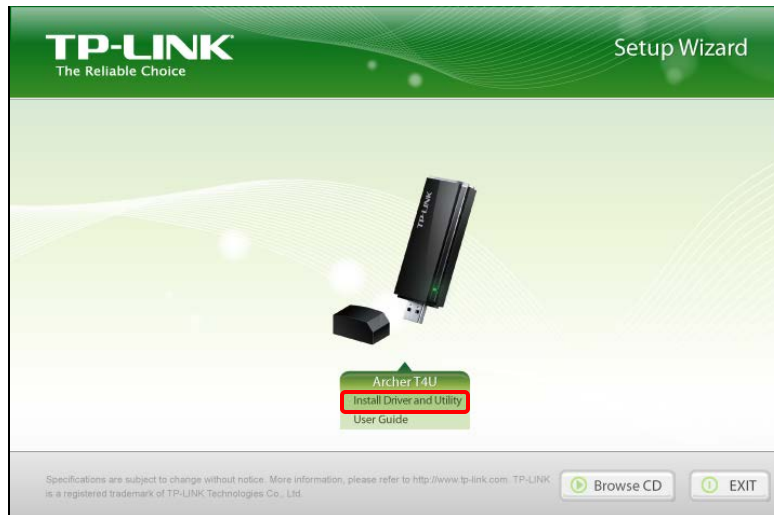 TP-LINK
The Reliable Choice
Setup Wizard
TP-LINK
Archer T4U
Install Driver and Utility
User Guide
Specifications are subject to change without notice. More information, please refer to http://www.tp-link.com. TP-LINK
is a registered trademark of TP-LINK Technologies Co., Ltd.
Browse CD
EXIT